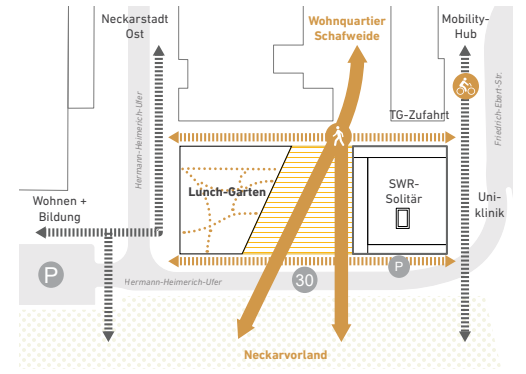 Neckarstadt
Ost
Wohnquartier
Schafweide
Mobility-
Hub
Hermann-Heimerich-Ufer
Friedrich-Ebert-Str.
TG-Zufahrt
Lunch-Garten
SWR-
Solitär
Wohnen +
Bildung
Uni-
klinik
P
Hermann-Heimerich-Ufer
30
P
Neckarvorland